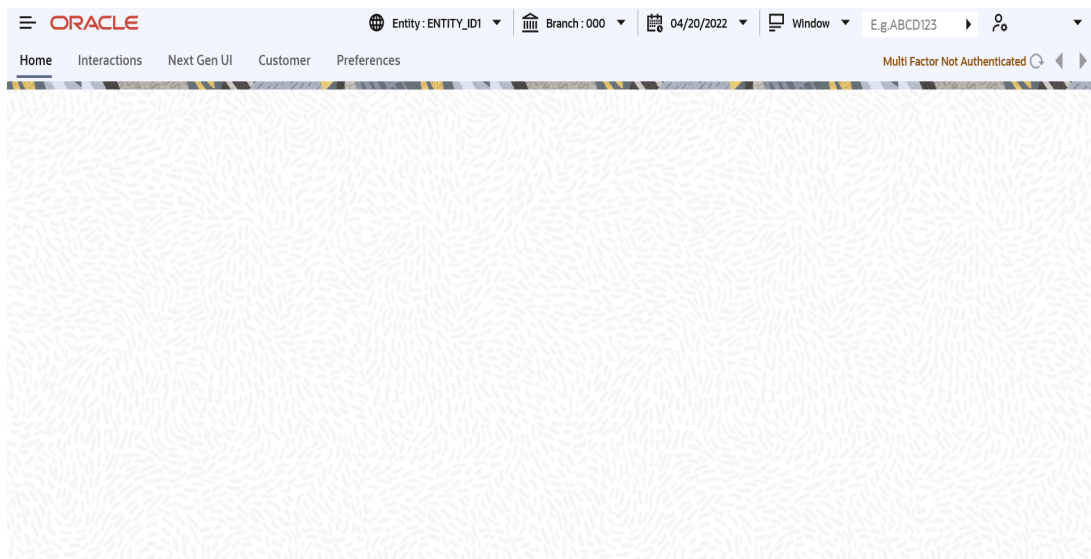 ORACLE Entity : ENTITY_ID1 Branch : 000 04/20/2022 Window E.g.ABCD123
Home Interactions Next Gen UI Customer Preferences Multi Factor Not Authenticated